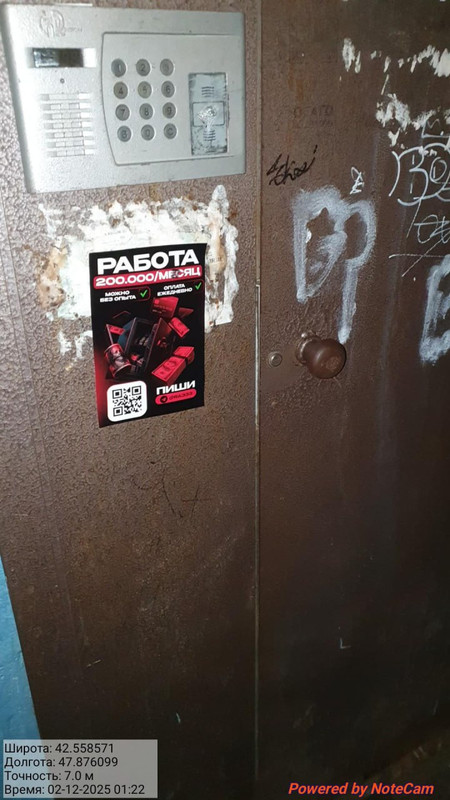 РАБОТА
200.000/МЕСЯЦ
МОЖНО
БЕЗ ОПЫТА
ОПЛАТА
ЕЖЕДНЕВНО
ПИШИ
Широта: 42.558571
Долгота: 47.876099
Точность: 7.0 м
Время: 02-12-2025 01:22
Powered by NoteCam